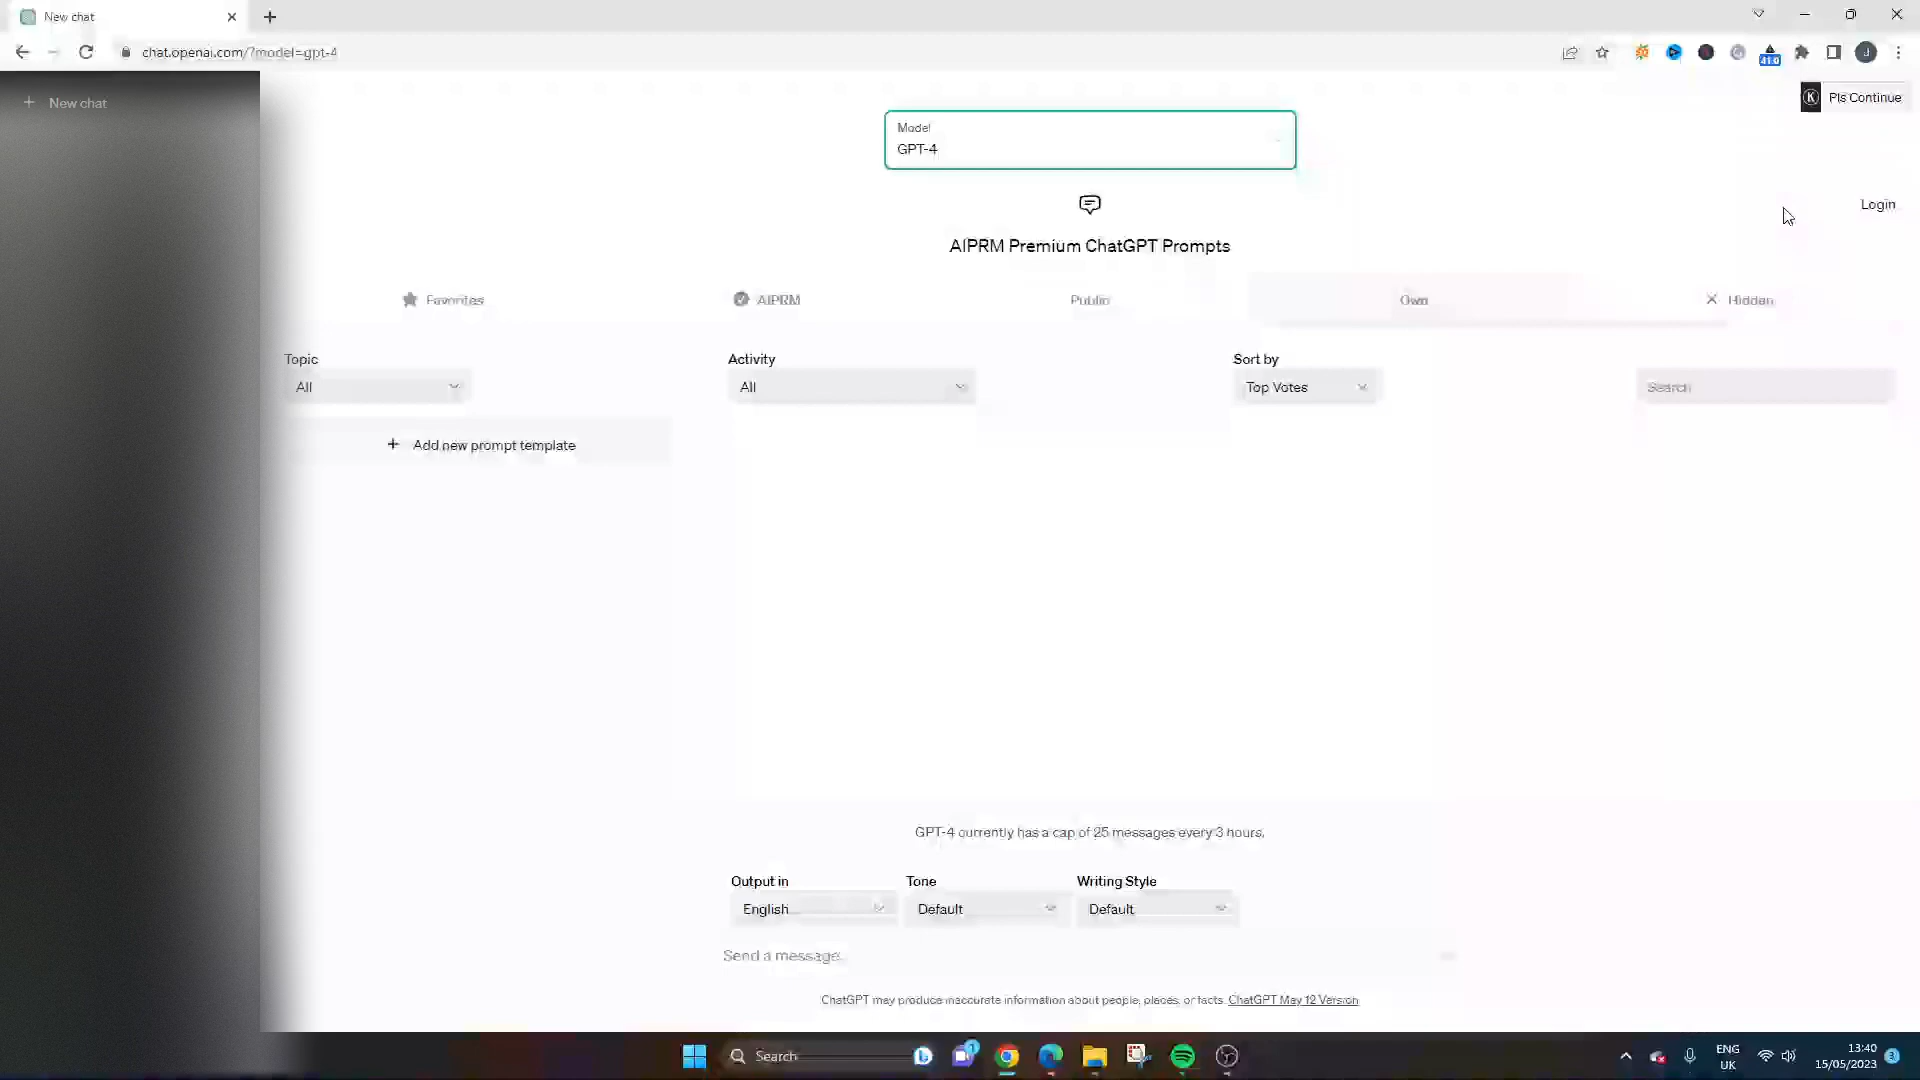 New chat
chat.openai.com/?model=gpt-4
41.0
J
New chat
K Pls Continue
Model
GPT-4
Login
AIPRM Premium ChatGPT Prompts
Favorites AIPRM Public Own Hidden
Topic Activity Sort by
All All Top Votes Search
+ Add new prompt template
GPT-4 currently has a cap of 25 messages every 3 hours.
Output in Tone Writing Style
English Default Default
Send a message.
ChatGPT may produce inaccurate information about people, places, or facts. ChatGPT May 12 Version
Search 1 ENG 13:40
UK 15/05/2023 3